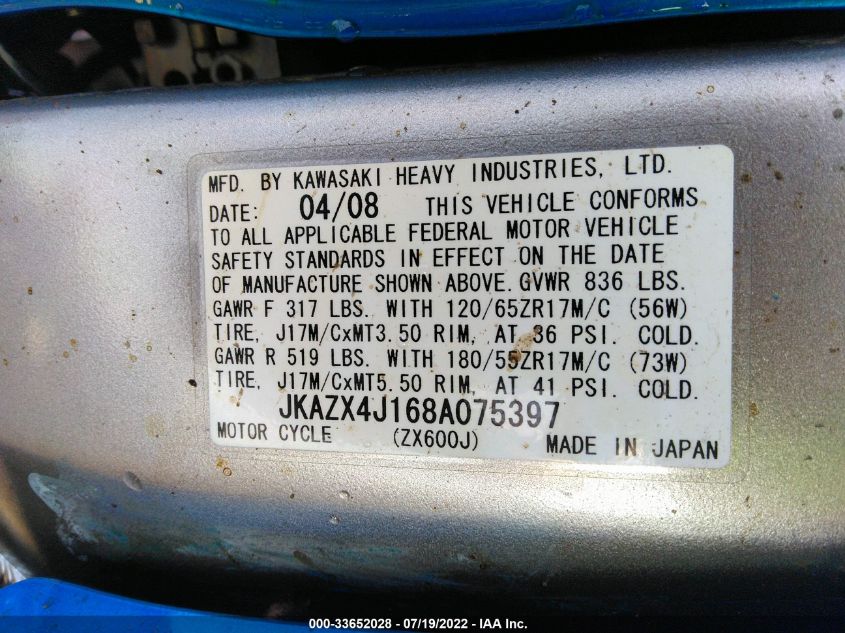 MFD. BY KAWASAKI HEAVY INDUSTRIES, LTD.
DATE: 04/08 THIS VEHICLE CONFORMS
TO ALL APPLICABLE FEDERAL MOTOR VEHICLE
SAFETY STANDARDS IN EFFECT ON THE DATE
OF MANUFACTURE SHOWN ABOVE. GVWR 836 LBS.
GAWR F 317 LBS. WITH 120/65ZR17M/C (56W)
TIRE, J17M/CxMT3.50 RIM, AT 36 PSI. COLD.
GAWR R 519 LBS. WITH 180/55ZR17M/C (73W)
TIRE, J17M/CxMT5.50 RIM, AT 41 PSI. COLD.
JKAZX4J168A075397
MOTOR CYCLE (ZX600J) MADE IN JAPAN
000-33652028 - 07/19/2022 - IAA Inc.